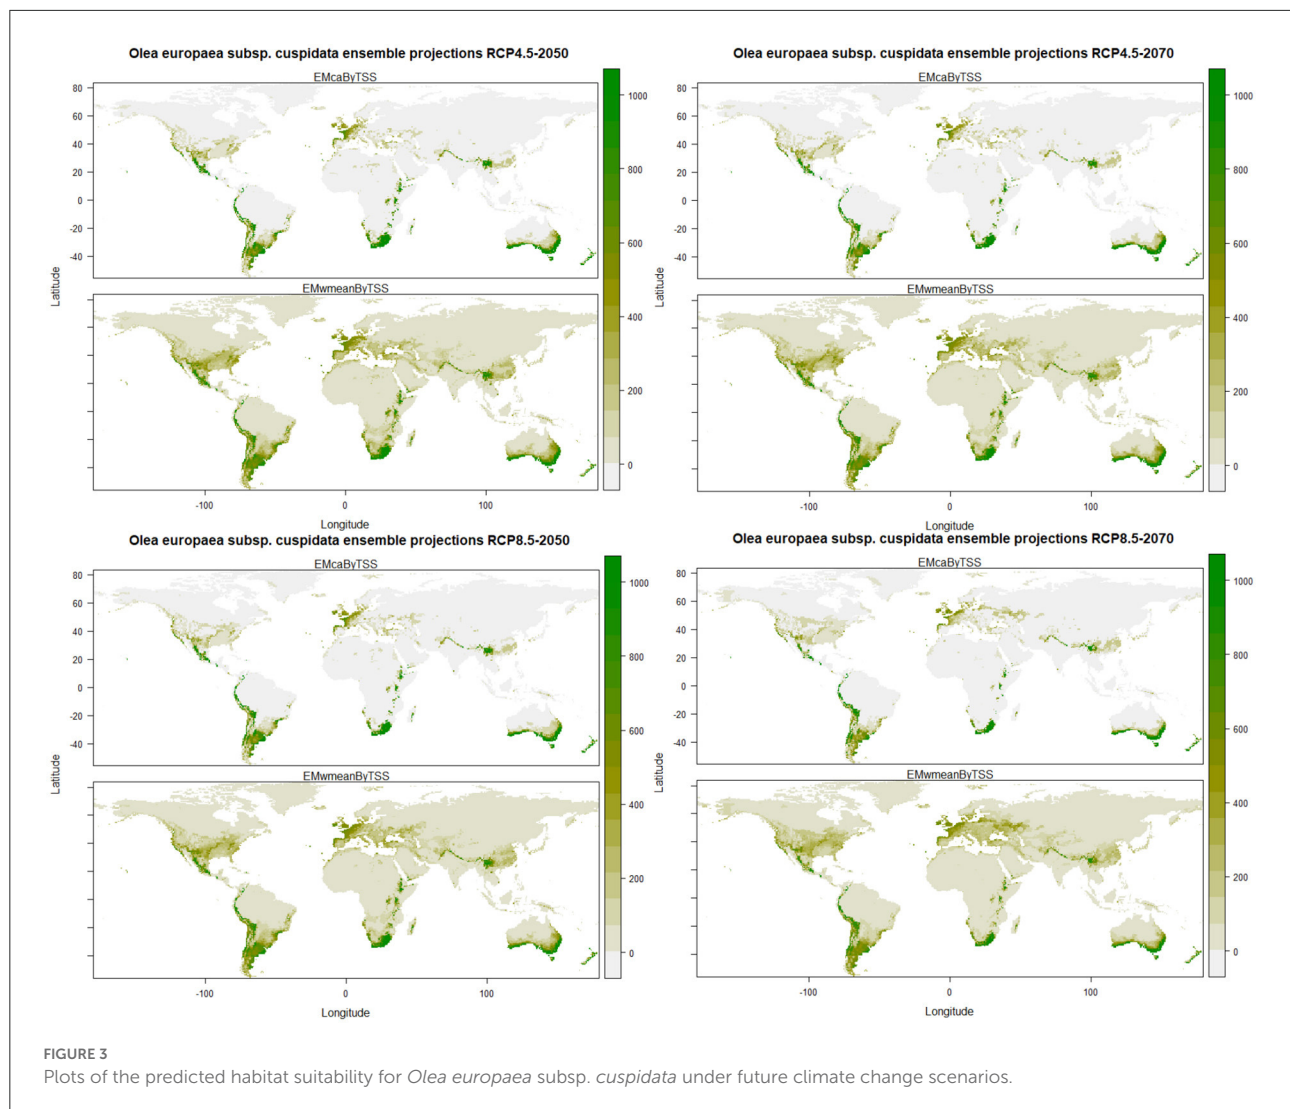 Olea europaea subsp. cuspidata ensemble projections RCP4.5-2050
EMcaByTSS
80
60
40
20
0
-20
-40
1000
800
600
400
200
0
Latitude
EMwmeanByTSS
-100
0
100
Longitude
Olea europaea subsp. cuspidata ensemble projections RCP4.5-2070
EMcaByTSS
80
60
40
20
0
-20
-40
1000
800
600
400
200
0
Latitude
EMwmeanByTSS
-100
0
100
Longitude
Olea europaea subsp. cuspidata ensemble projections RCP8.5-2050
EMcaByTSS
80
60
40
20
0
-20
-40
1000
800
600
400
200
0
Latitude
EMwmeanByTSS
-100
0
100
Longitude
Olea europaea subsp. cuspidata ensemble projections RCP8.5-2070
EMcaByTSS
80
60
40
20
0
-20
-40
1000
800
600
400
200
0
Latitude
EMwmeanByTSS
-100
0
100
Longitude
FIGURE 3
Plots of the predicted habitat suitability for Olea europaea subsp. cuspidata under future climate change scenarios.